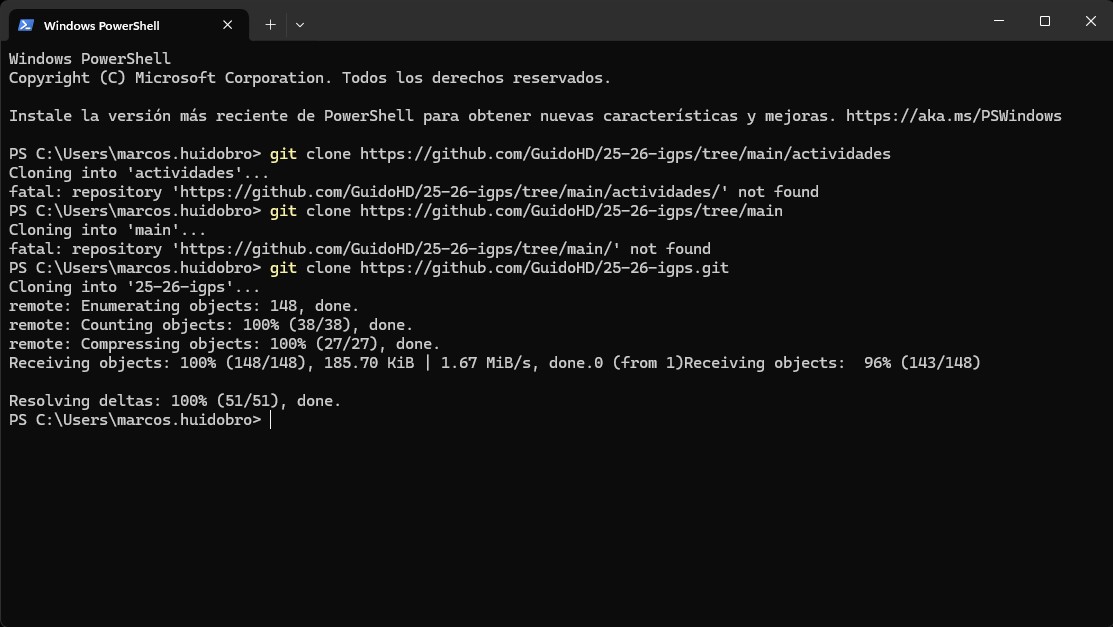 Windows PowerShell
Windows PowerShell
Copyright (C) Microsoft Corporation. Todos los derechos reservados.
Instale la versión más reciente de PowerShell para obtener nuevas características y mejoras. https://aka.ms/PSWindows
PS C:\Users\marcos.huidobro> git clone https://github.com/GuidoHD/25-26-igps/tree/main/actividades
Cloning into 'actividades'...
fatal: repository 'https://github.com/GuidoHD/25-26-igps/tree/main/actividades/' not found
PS C:\Users\marcos.huidobro> git clone https://github.com/GuidoHD/25-26-igps/tree/main
Cloning into 'main'...
fatal: repository 'https://github.com/GuidoHD/25-26-igps/tree/main/' not found
PS C:\Users\marcos.huidobro> git clone https://github.com/GuidoHD/25-26-igps.git
Cloning into '25-26-igps'...
remote: Enumerating objects: 148, done.
remote: Counting objects: 100% (38/38), done.
remote: Compressing objects: 100% (27/27), done.
Receiving objects: 100% (148/148), 185.70 KiB | 1.67 MiB/s, done.0 (from 1)Receiving objects:  96% (143/148)
Resolving deltas: 100% (51/51), done.
PS C:\Users\marcos.huidobro>